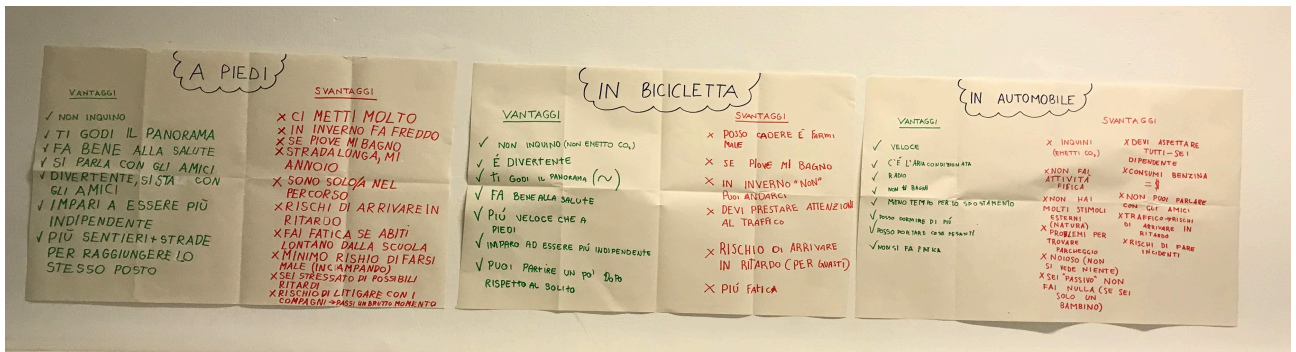 A PIEDI
VANTAGGI
✓ NON INQUINO
✓ TI GODI IL PANORAMA
✓ FA BENE ALLA SALUTE
✓ SI PARLA CON GLI AMICI
✓ DIVERTENTE, SI STA CON
GLI AMICI
✓ IMPARI A ESSERE PIÙ
INDIPENDENTE
✓ PIÙ SENTIERI + STRADE
PER RAGGIUNGERE LO
STESSO POSTO
SVANTAGGI
× CI METTI MOLTO
× IN INVERNO FA FREDDO
× SE PIOVE MI BAGNO
× STRADA LONGA, MI
ANNOIO
× SONO SOLO/A NEL
PERCORSO
× RISCHI DI ARRIVARE IN
RITARDO
× FAI FATICA SE ABITI
LONTANO DALLA SCUOLA
× MINIMO RISHIO DI FARSI
MALE (INCIAMPANDO)
× SEI STRESSATO DI POSSIBILI
RITARDI
× RISCHIO DI LITIGARE CON I
COMPAGNI → PASSI UN BRUTTO MOMENTO
IN BICICLETTA
VANTAGGI
✓ NON INQUINO (NON EMETTO CO₂)
✓ É DIVERTENTE
✓ TI GODI IL PANORAMA (~)
✓ FA BENE ALLA SALUTE
✓ PIÚ VELOCE CHE A
PIEDI
✓ IMPARO AD ESSERE PIÚ INDIPENDENTE
✓ PUOI PARTIRE UN PO' DOPO
RISPETTO AL SOLITO
SVANTAGGI
× POSSO CADERE E FARMI
MALE
× SE PIOVE MI BAGNO
× IN INVERNO "NON"
PUOI ANDARCI
× DEVI PRESTARE ATTENZIONE
AL TRAFFICO
× RISCHIO DI ARRIVARE
IN RITARDO (PER GUASTI)
× PIÚ FATICA
IN AUTOMOBILE
VANTAGGI
✓ VELOCE
✓ C'É L'ARIA CONDIZIONATA
✓ RADIO
✓ NON TI BAGNI
✓ MENO TEMPO PER LO SPOSTAMENTO
✓ POSSO DORMIRE DI PIÚ
✓ POSSO PORTARE COSE PESANTI
✓ NON SI FA FATICA
SVANTAGGI
× INQUINI
(EMETTI CO₂)
× NON FAI
ATTIVITÀ
FISICA
× NON HAI
MOLTI STIMOLI
ESTERNI
(NATURA)
× PROBLEMI PER
TROVARE
PARCHEGGIO
× NOIOSO (NON
SI VEDE NIENTE)
× SEI "PASSIVO" NON
FAI NULLA (SE SEI
SOLO UN
BAMBINO)
× DEVI ASPETTARE
TUTTI - SEI
DIPENDENTE
× CONSUMI BENZINA
= $
× NON PUOI PARLARE
CON GLI AMICI
× TRAFFICO → RISCHI
DI ARRIVARE IN
RITARDO
× RISCHI DI FARE
INCIDENTI